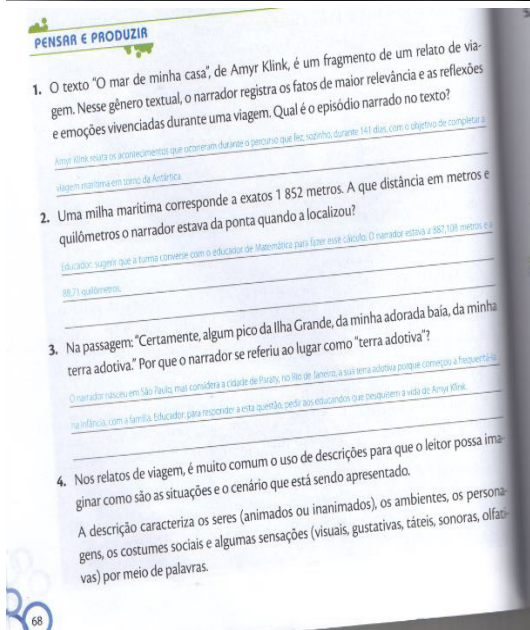 PENSAR E PRODUZIR
1. O texto "O mar de minha casa", de Amyr Klink, é um fragmento de um relato de via-
gem. Nesse gênero textual, o narrador registra os fatos de maior relevância e as reflexões
e emoções vivenciadas durante uma viagem. Qual é o episódio narrado no texto?
Amyr Klink relata os acontecimentos que ocorreram durante o percurso que fez, sozinho, durante 141 dias, com o objetivo de completar a
viagem marítima em torno da Antártica.
2. Uma milha marítima corresponde a exatos 1 852 metros. A que distância em metros e
quilômetros o narrador estava da ponta quando a localizou?
Educador: sugerir que a turma converse com o educador de Matemática para fazer esse cálculo. O narrador estava a 887,108 metros e a
88,71 quilômetros.
3. Na passagem: "Certamente, algum pico da Ilha Grande, da minha adorada baía, da minha
terra adotiva." Por que o narrador se referiu ao lugar como "terra adotiva"?
O narrador nasceu em São Paulo, mas considera a cidade de Paraty, no Rio de Janeiro, a sua terra adotiva porque começou a frequentá-la
na infância, com a família. Educador: para responder a esta questão, pedir aos educandos que pesquisem a vida de Amyr Klink.
4. Nos relatos de viagem, é muito comum o uso de descrições para que o leitor possa ima-
ginar como são as situações e o cenário que está sendo apresentado.
A descrição caracteriza os seres (animados ou inanimados), os ambientes, os persona-
gens, os costumes sociais e algumas sensações (visuais, gustativas, táteis, sonoras, olfati-
vas) por meio de palavras.
68